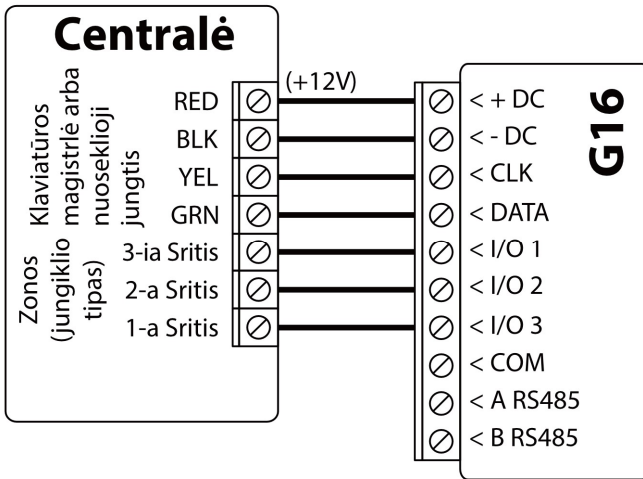 Centralė
Klaviatūros
magistrlė arba
nuoseklioji
jungtis
Zonos
(jungiklio
tipas)
RED
BLK
YEL
GRN
3-ia Sritis
2-a Sritis
1-a Sritis
(+12V)
G16
< + DC
< - DC
< CLK
< DATA
< I/O 1
< I/O 2
< I/O 3
< COM
< A RS485
< B RS485